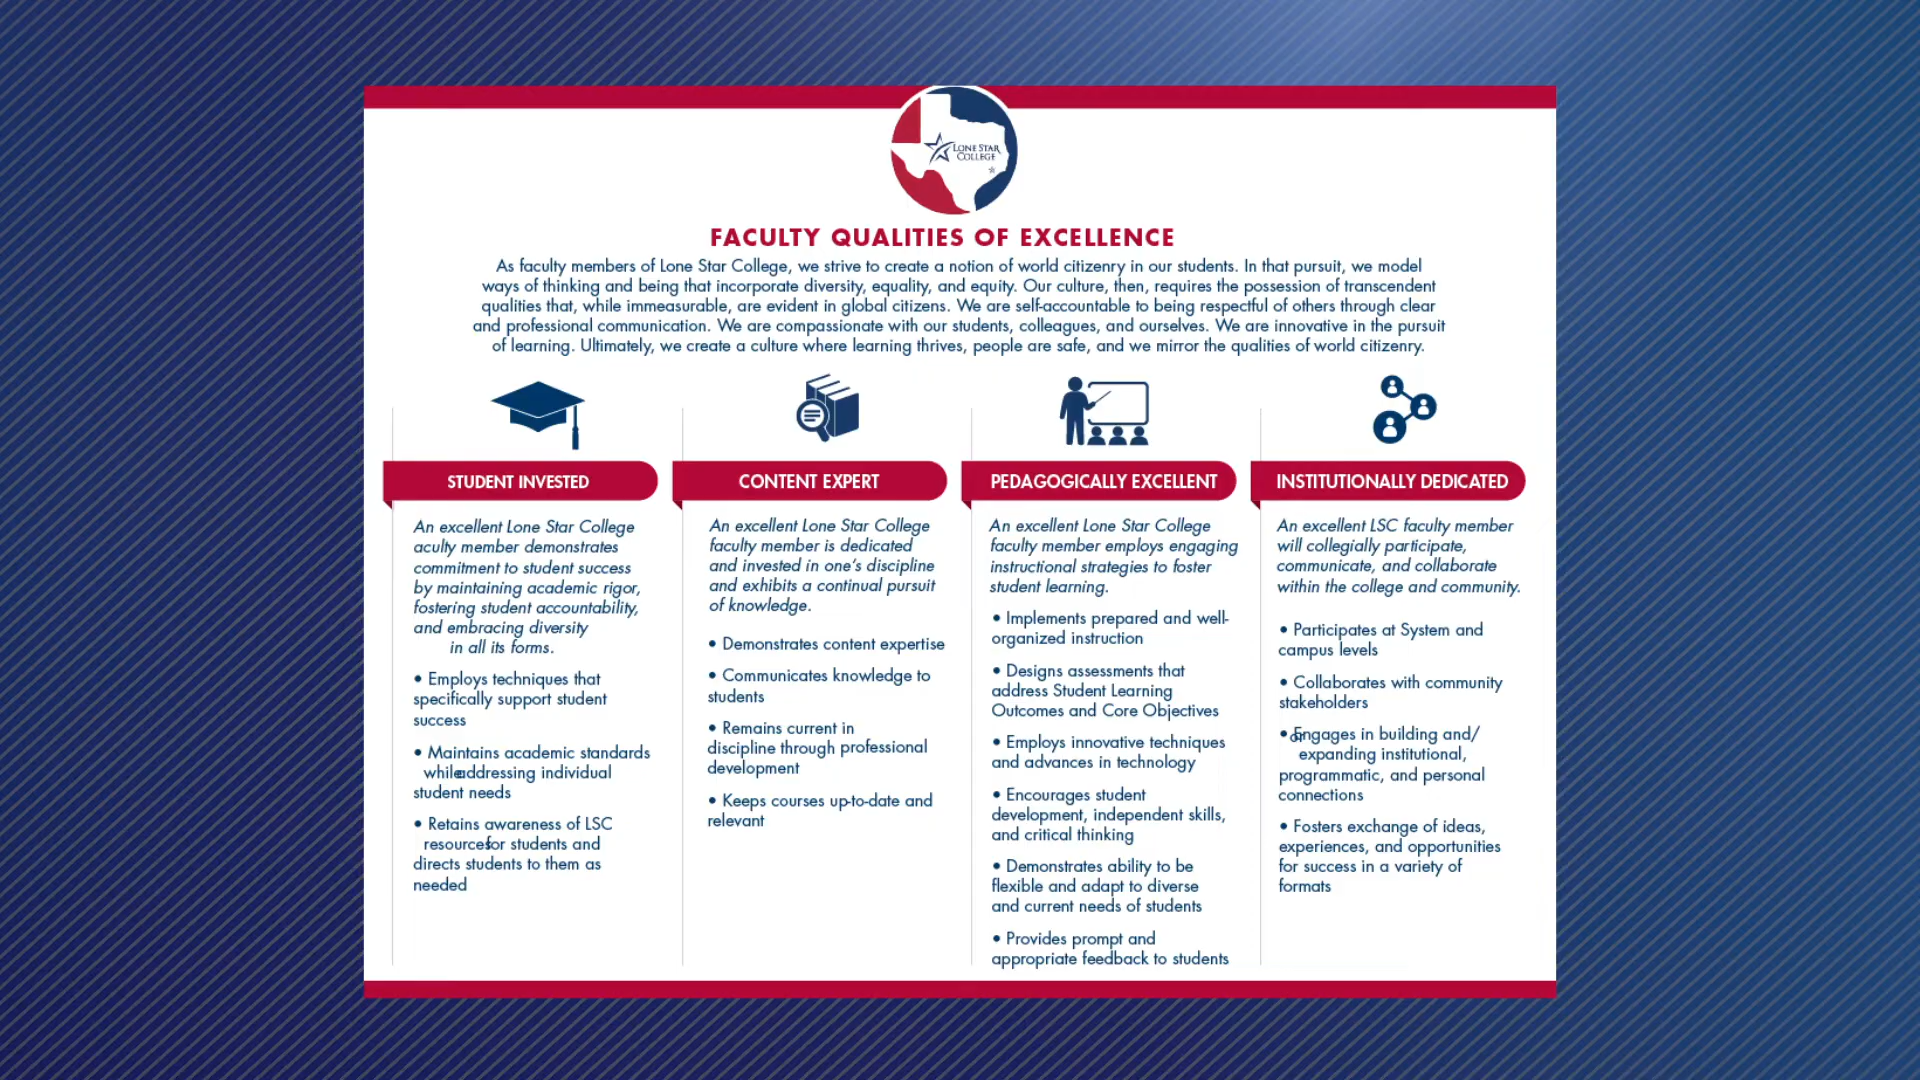 LONE STAR
COLLEGE
FACULTY QUALITIES OF EXCELLENCE
As faculty members of Lone Star College, we strive to create a notion of world citizenry in our students. In that pursuit, we model
ways of thinking and being that incorporate diversity, equality, and equity. Our culture, then, requires the possession of transcendent
qualities that, while immeasurable, are evident in global citizens. We are self-accountable to being respectful of others through clear
and professional communication. We are compassionate with our students, colleagues, and ourselves. We are innovative in the pursuit
of learning. Ultimately, we create a culture where learning thrives, people are safe, and we mirror the qualities of world citizenry.
STUDENT INVESTED
An excellent Lone Star College
aculty member demonstrates
commitment to student success
by maintaining academic rigor,
fostering student accountability,
and embracing diversity
in all its forms.
• Employs techniques that
specifically support student
success
• Maintains academic standards
while addressing individual
student needs
• Retains awareness of LSC
resources for students and
directs students to them as
needed
CONTENT EXPERT
An excellent Lone Star College
faculty member is dedicated
and invested in one's discipline
and exhibits a continual pursuit
of knowledge.
• Demonstrates content expertise
• Communicates knowledge to
students
• Remains current in
discipline through professional
development
• Keeps courses up-to-date and
relevant
PEDAGOGICALLY EXCELLENT
An excellent Lone Star College
faculty member employs engaging
instructional strategies to foster
student learning.
• Implements prepared and well-
organized instruction
• Designs assessments that
address Student Learning
Outcomes and Core Objectives
• Employs innovative techniques
and advances in technology
• Encourages student
development, independent skills,
and critical thinking
• Demonstrates ability to be
flexible and adapt to diverse
and current needs of students
• Provides prompt and
appropriate feedback to students
INSTITUTIONALLY DEDICATED
An excellent LSC faculty member
will collegially participate,
communicate, and collaborate
within the college and community.
• Participates at System and
campus levels
• Collaborates with community
stakeholders
• Engages in building and/
or expanding institutional,
programmatic, and personal
connections
• Fosters exchange of ideas,
experiences, and opportunities
for success in a variety of
formats